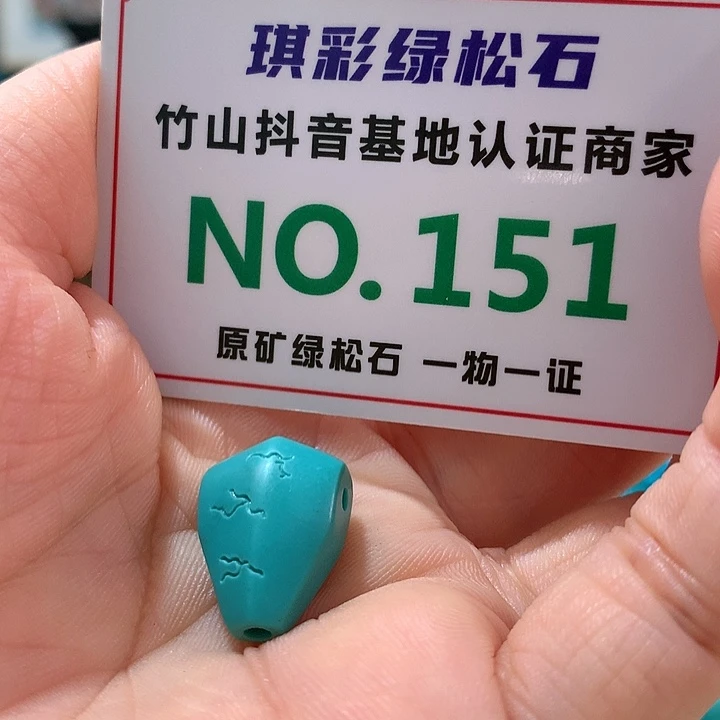 琪彩绿松石
竹山抖音基地认证商家
NO.151
原矿绿松石 一物一证